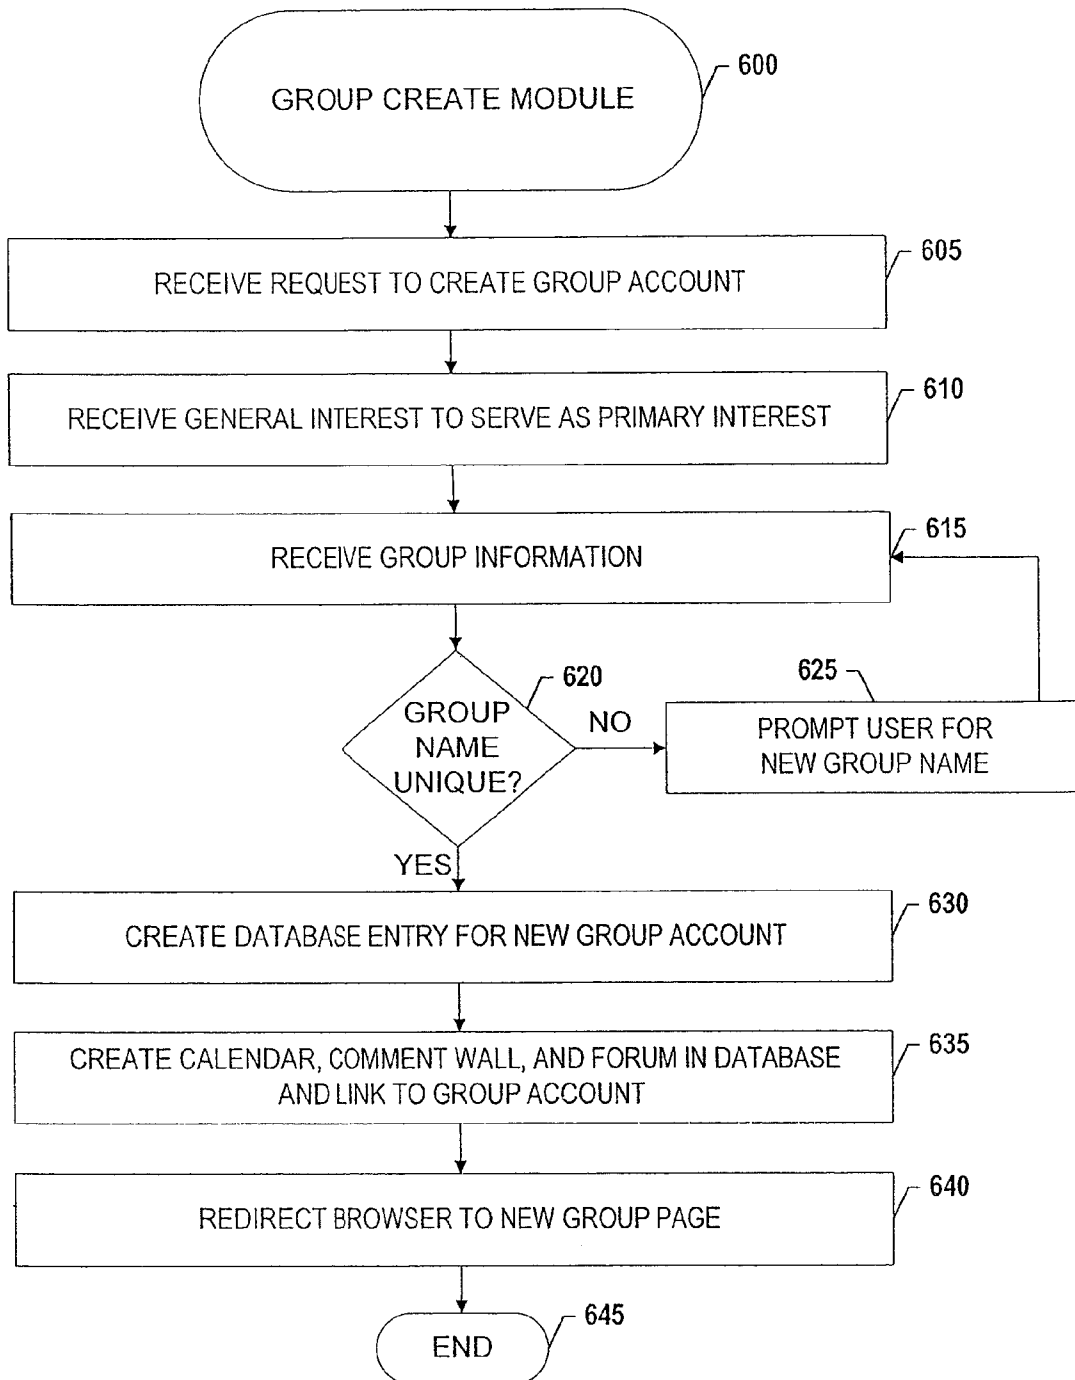 600
GROUP CREATE MODULE
605
RECEIVE REQUEST TO CREATE GROUP ACCOUNT
610
RECEIVE GENERAL INTEREST TO SERVE AS PRIMARY INTEREST
615
RECEIVE GROUP INFORMATION
620
GROUP
NAME
UNIQUE?
NO
625
PROMPT USER FOR
NEW GROUP NAME
YES
630
CREATE DATABASE ENTRY FOR NEW GROUP ACCOUNT
635
CREATE CALENDAR, COMMENT WALL, AND FORUM IN DATABASE
AND LINK TO GROUP ACCOUNT
640
REDIRECT BROWSER TO NEW GROUP PAGE
645
END